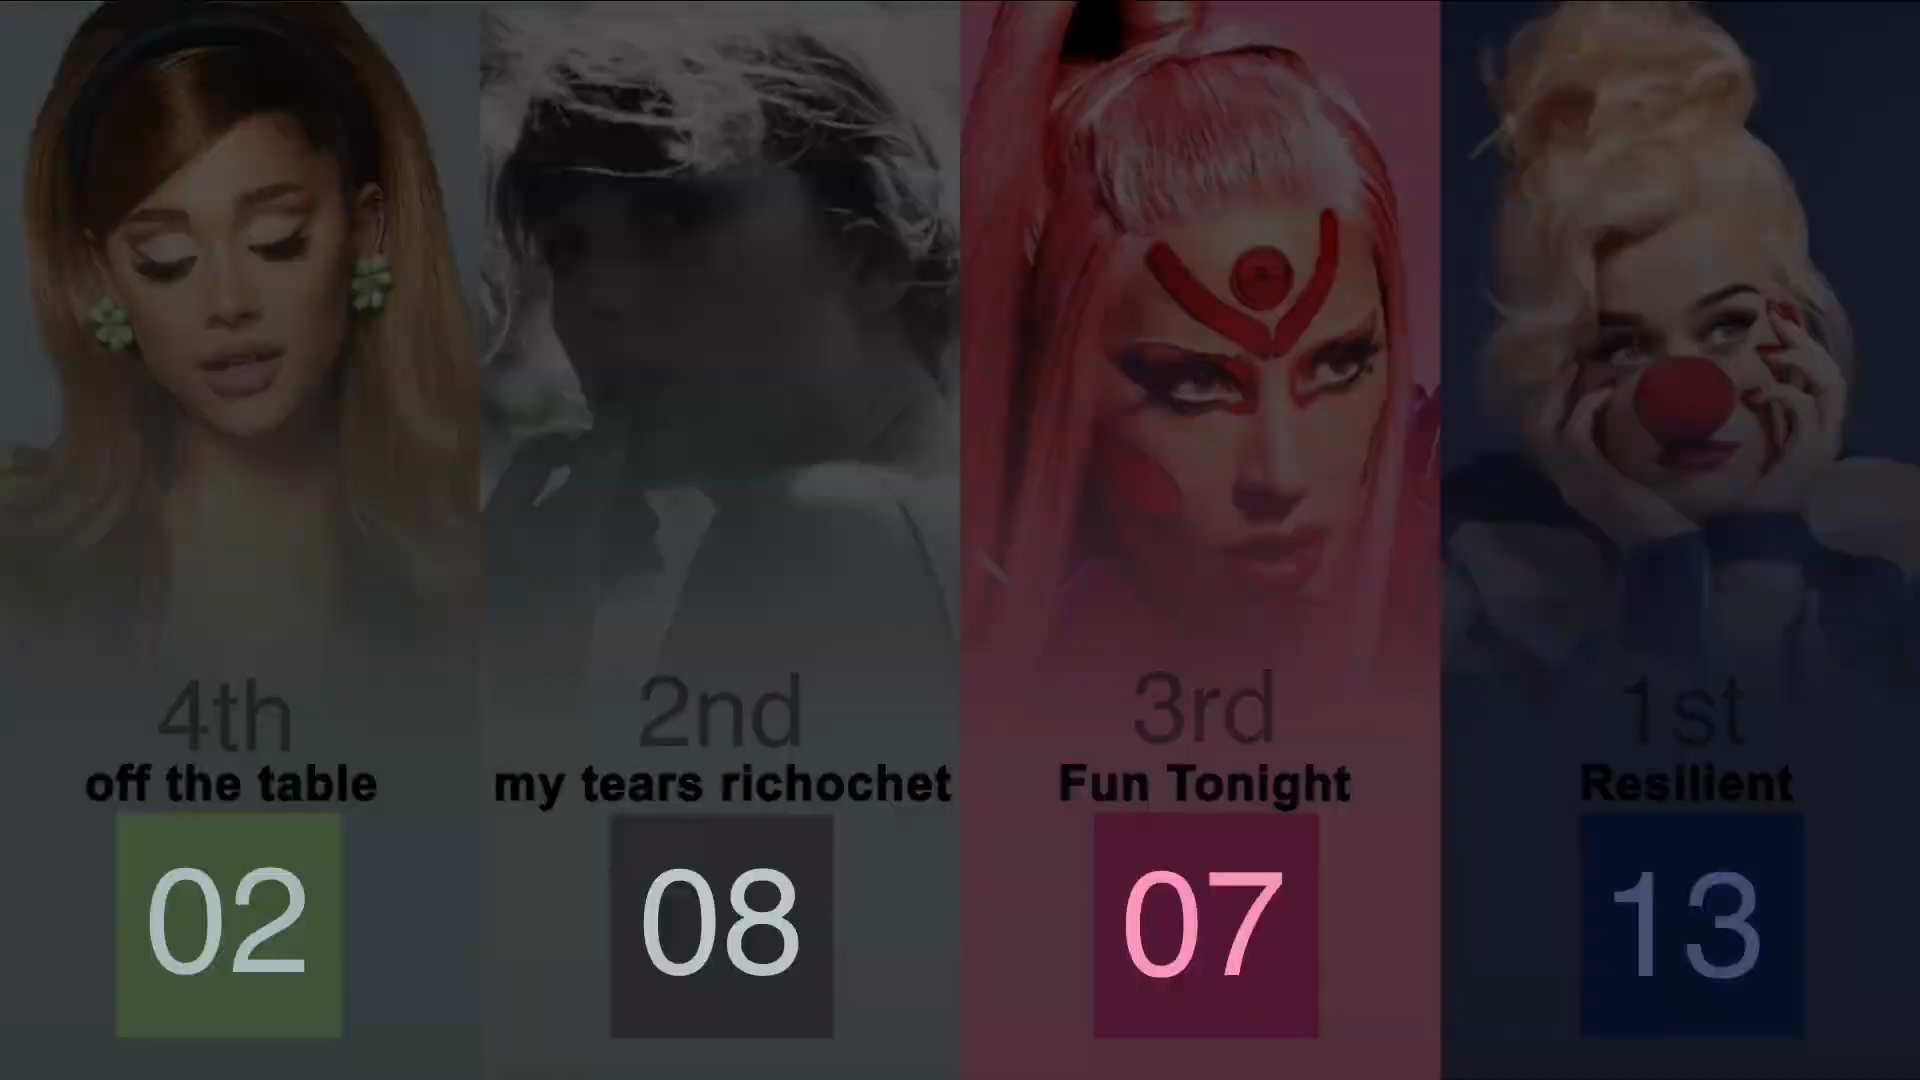 4th
off the table
02
2nd
my tears richochet
08
3rd
Fun Tonight
07
1st
Resilient
13